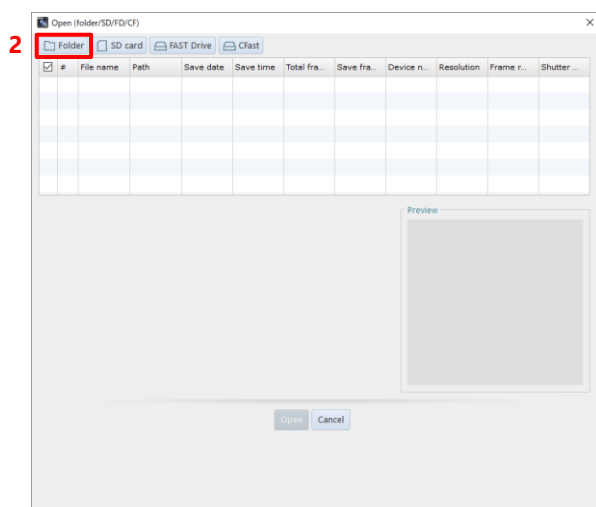 Open (folder/SD/FD/CF)
2 Folder SD card FAST Drive CFast
# File name Path Save date Save time Total fra... Save fra... Device n... Resolution Frame r... Shutter ...
Preview
Open Cancel